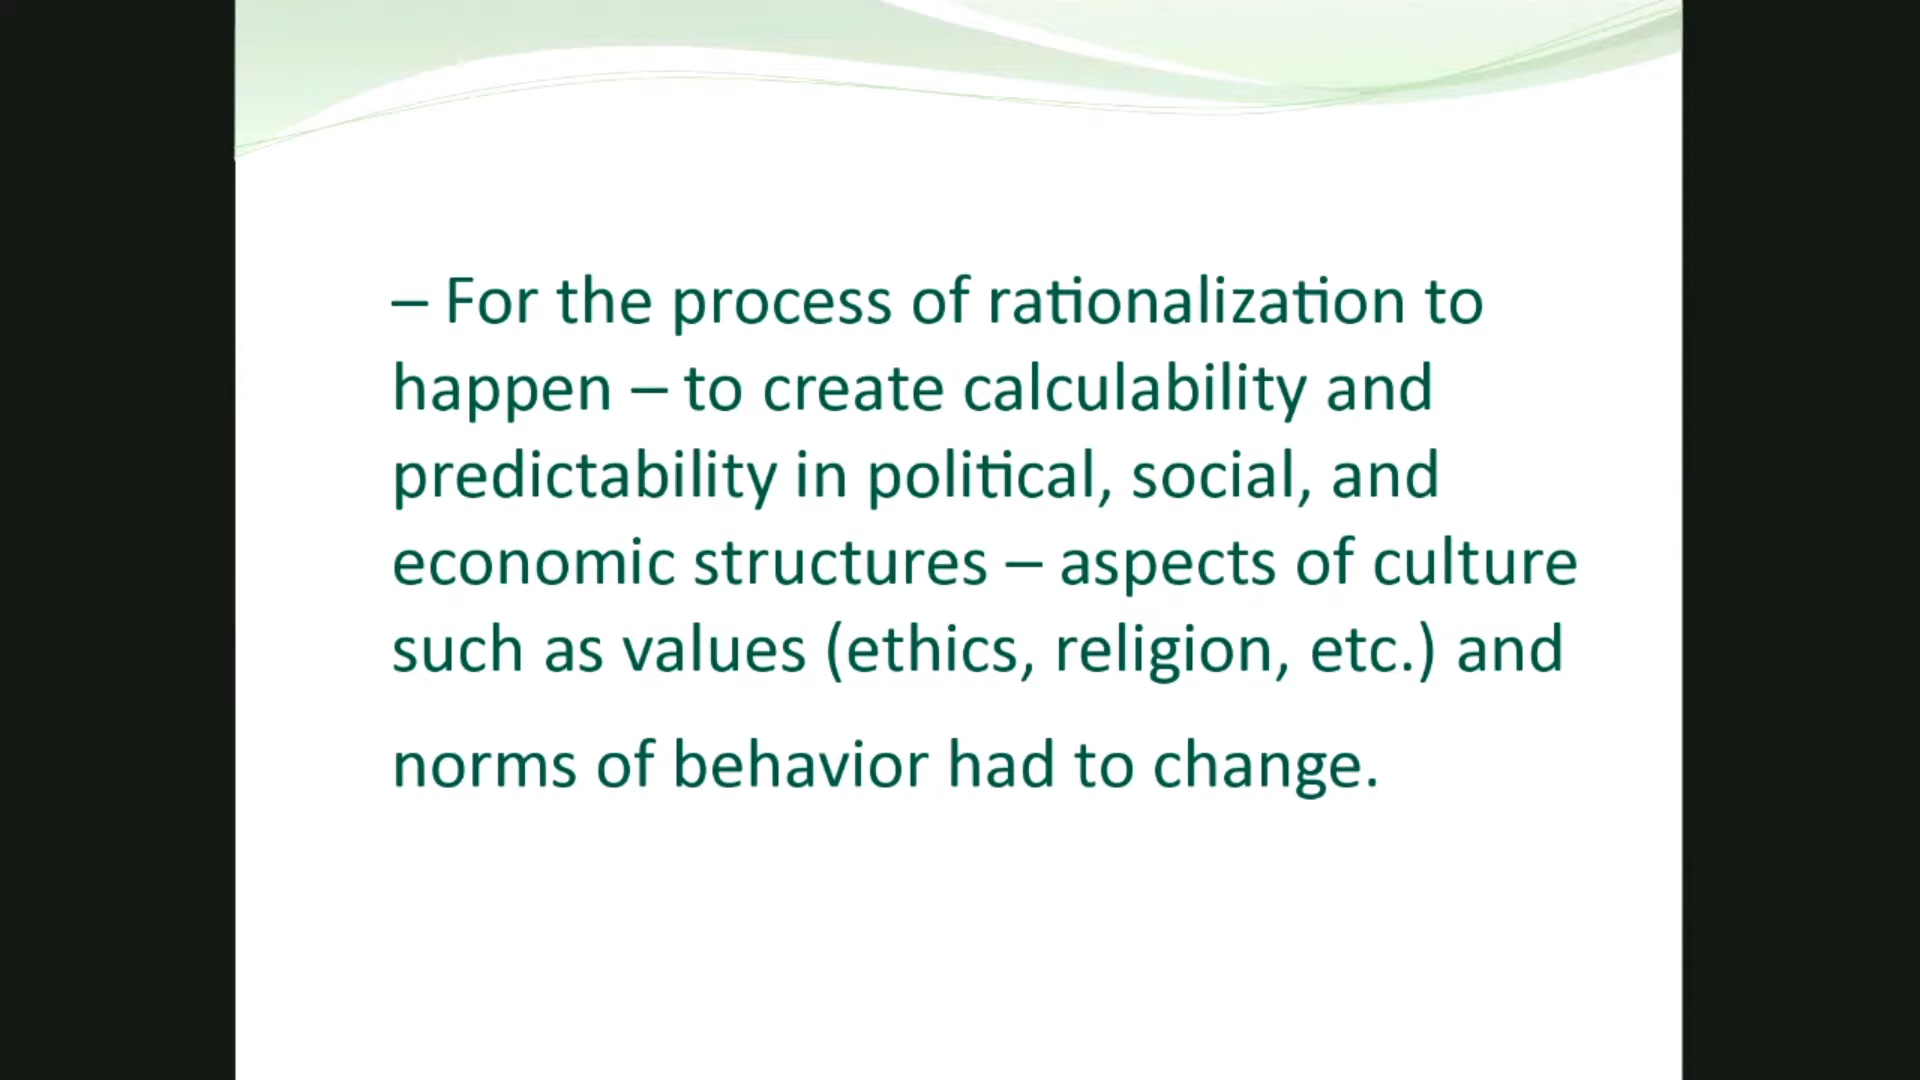 – For the process of rationalization to
happen – to create calculability and
predictability in political, social, and
economic structures – aspects of culture
such as values (ethics, religion, etc.) and
norms of behavior had to change.